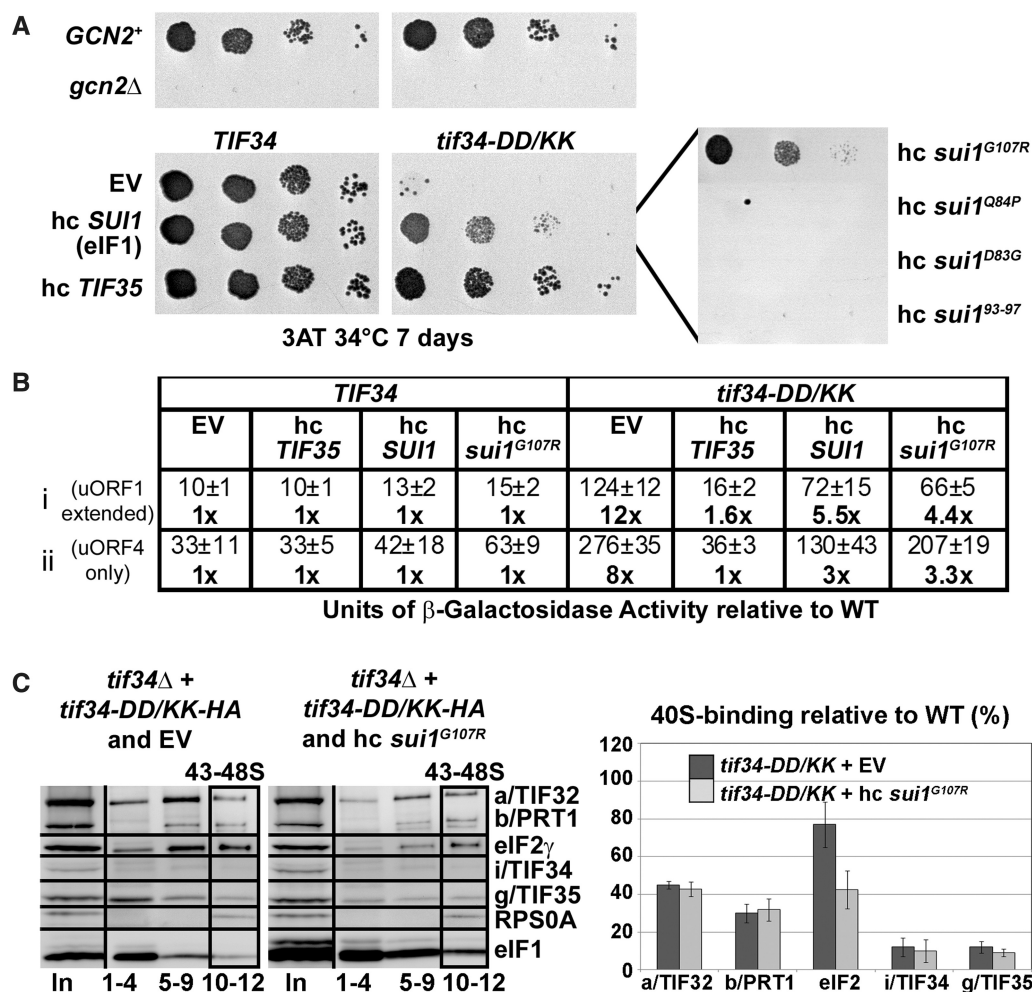 A
GCN2+
gcn2Δ
TIF34 tif34-DD/KK
EV
hc SUI1
(eIF1)
hc TIF35
3AT 34°C 7 days
hc sui1G107R
hc sui1Q84P
hc sui1D83G
hc sui193-97
B
TIF34 tif34-DD/KK
EV hc TIF35 hc SUI1 hc sui1G107R EV hc TIF35 hc SUI1 hc sui1G107R
i (uORF1 extended) 10±1 10±1 13±2 15±2 124±12 16±2 72±15 66±5
1x 1x 1x 1x 12x 1.6x 5.5x 4.4x
ii (uORF4 only) 33±11 33±5 42±18 63±9 276±35 36±3 130±43 207±19
1x 1x 1x 1x 8x 1x 3x 3.3x
Units of β-Galactosidase Activity relative to WT
C
tif34Δ +
tif34-DD/KK-HA
and EV
43-48S
tif34Δ +
tif34-DD/KK-HA
and hc sui1G107R
43-48S
a/TIF32
b/PRT1
eIF2γ
i/TIF34
g/TIF35
RPS0A
eIF1
In 1-4 5-9 10-12 In 1-4 5-9 10-12
40S-binding relative to WT (%)
tif34-DD/KK + EV
tif34-DD/KK + hc sui1G107R
120
100
80
60
40
20
0
a/TIF32 b/PRT1 eIF2 i/TIF34 g/TIF35